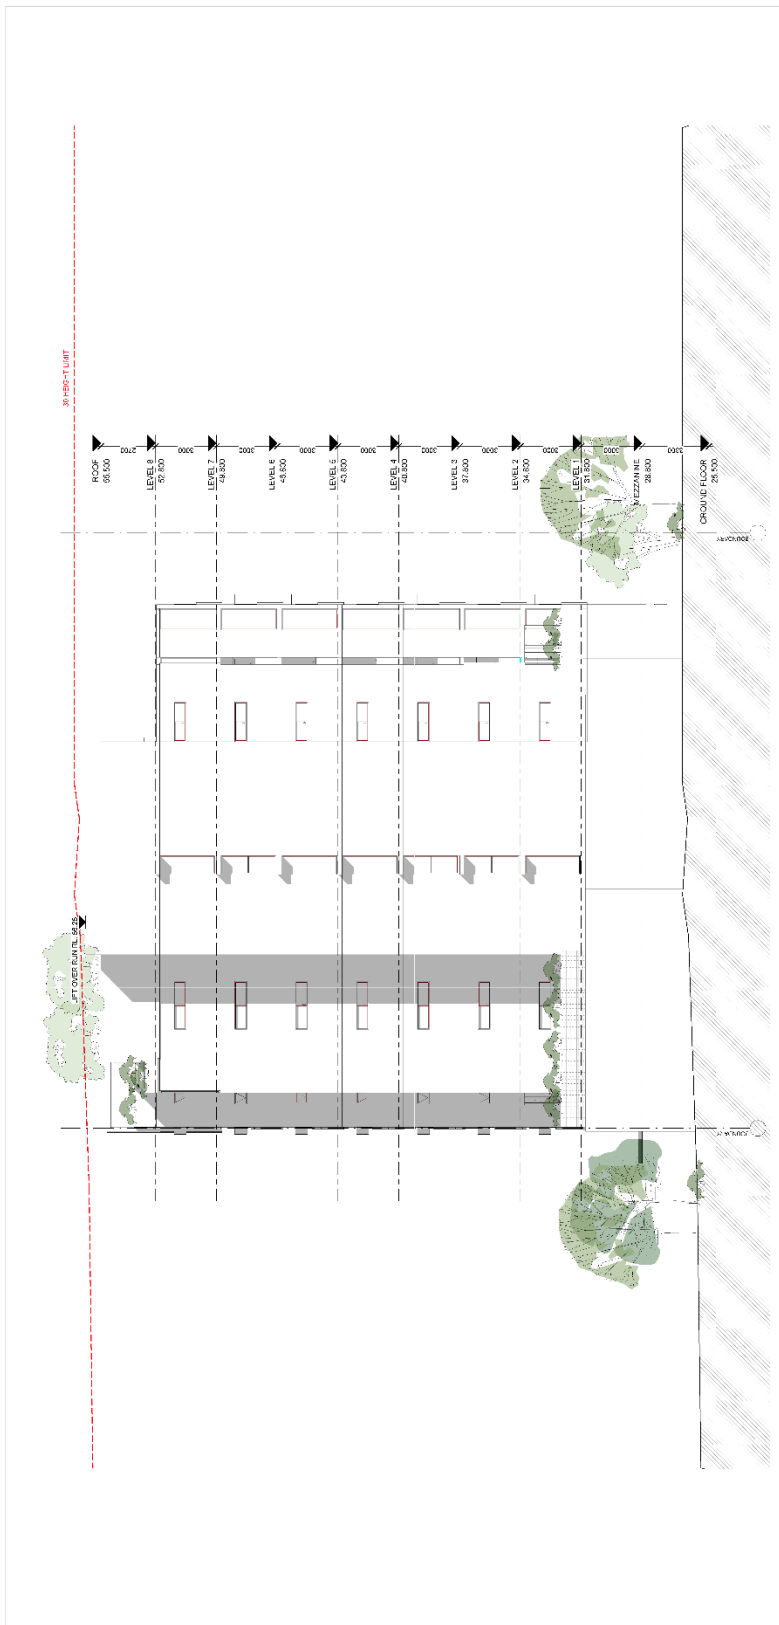 30 HEIGHT LIMIT
LIFT OVER RUN RL. 56.25
ROOF
55.500
2700
LEVEL 8
52.800
3000
LEVEL 7
49.800
3000
LEVEL 6
46.800
3000
LEVEL 5
43.800
3000
LEVEL 4
40.800
3000
LEVEL 3
37.800
3000
LEVEL 2
34.800
3000
LEVEL 1
31.800
3000
MEZZANINE
28.800
3300
GROUND FLOOR
25.500
BOUNDARY
BOUNDARY